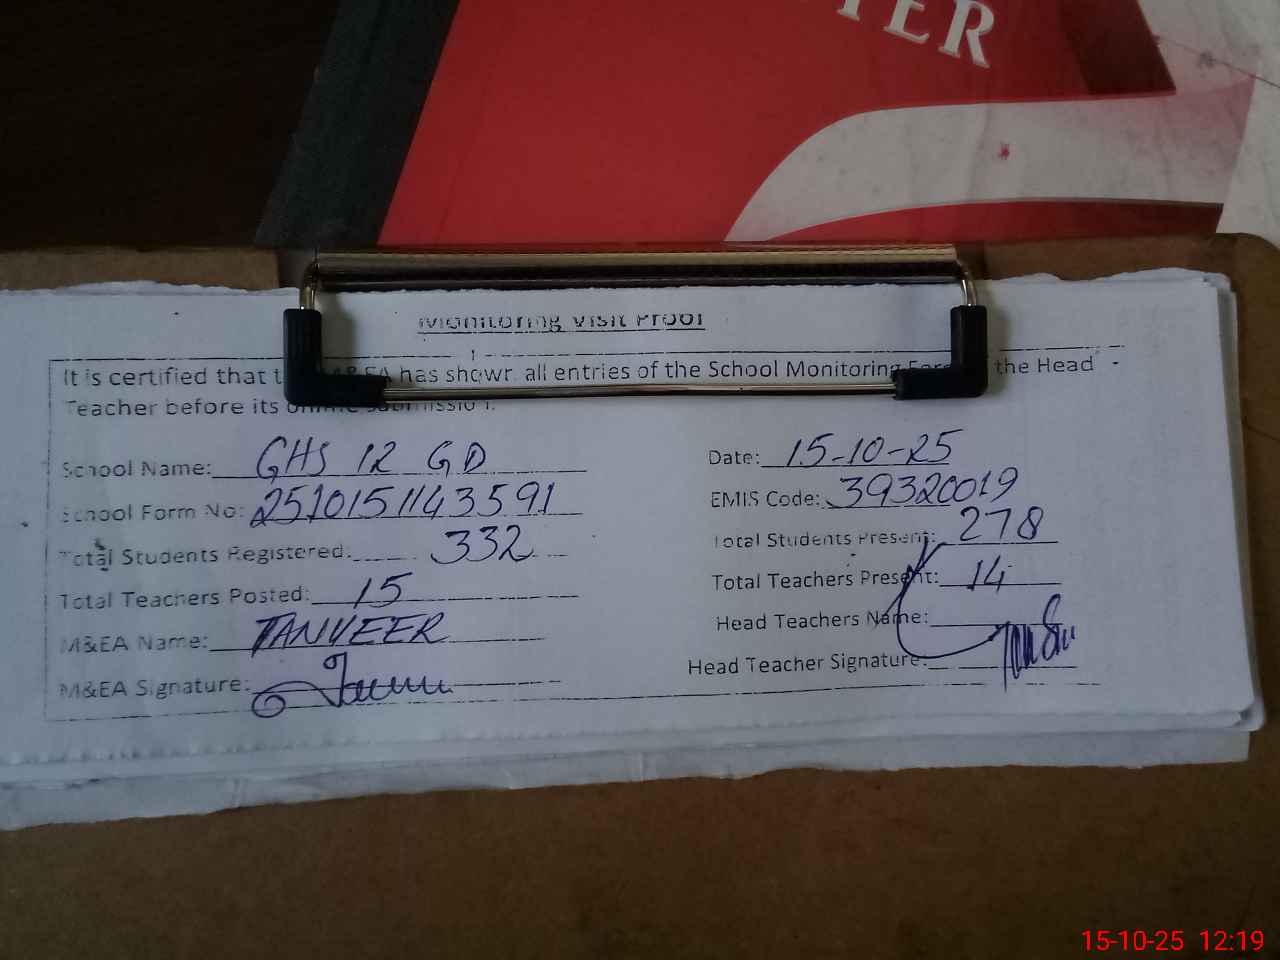 TER
Monitoring Visit Proof
It is certified that the M&EA has shown all entries of the School Monitoring Form the Head
Teacher before its online submission.
School Name: GHS 12 GD
Date: 15-10-25
School Form No: 2510151143591
EMIS Code: 39320019
Total Students Registered: 332
Total Students Present: 278
Total Teachers Posted: 15
Total Teachers Present: 14
M&EA Name: TANVEER
Head Teachers Name:
M&EA Signature:
Head Teacher Signature:
15-10-25 12:19